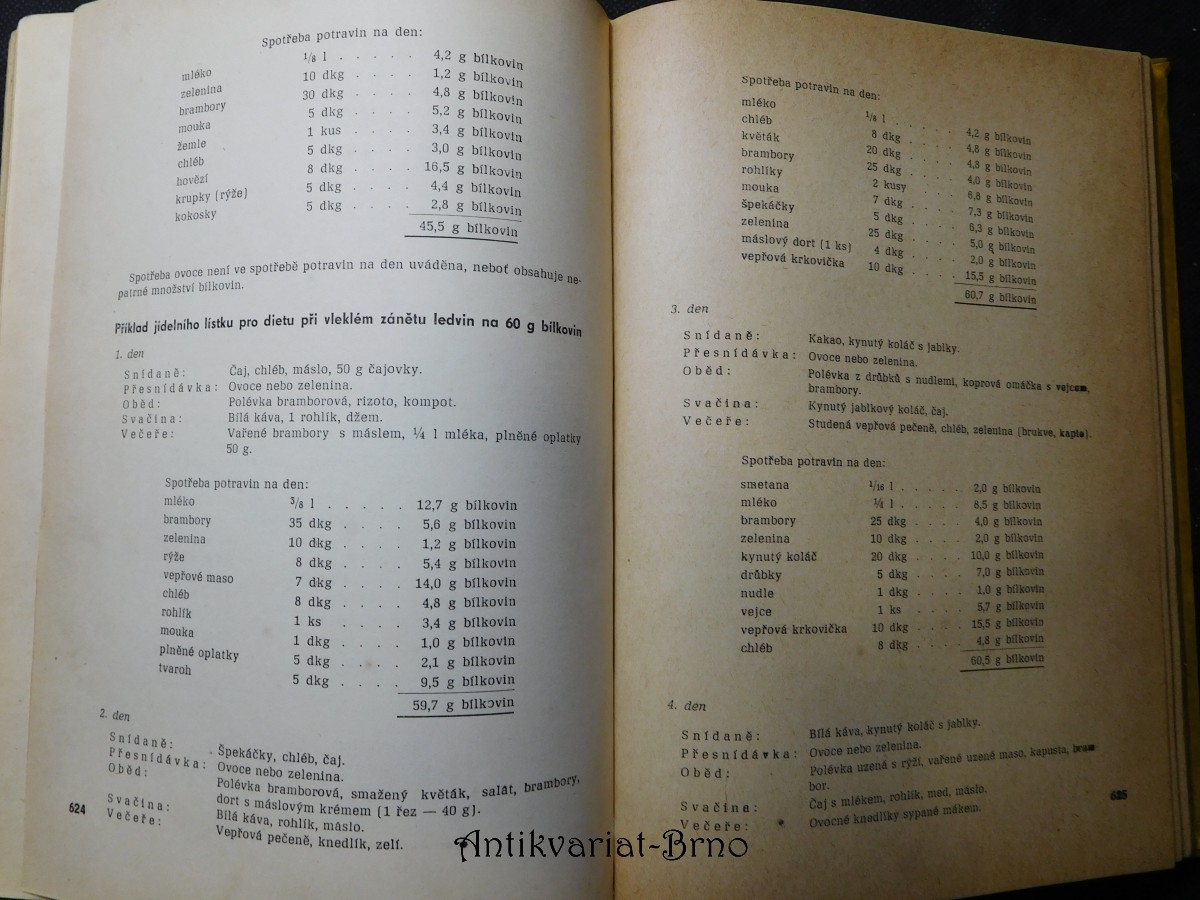 Spotřeba potravin na den:
mléko 1/8 l . . . . . 4,2 g bílkovin
zelenina 10 dkg . . . . 1,2 g bílkovin
brambory 30 dkg . . . . 4,8 g bílkovin
mouka 5 dkg . . . . 5,2 g bílkovin
žemle 1 kus . . . . 3,4 g bílkovin
chléb 5 dkg . . . . 3,0 g bílkovin
hovězí 8 dkg . . . . 16,5 g bílkovin
krupky (rýže) 5 dkg . . . . 4,4 g bílkovin
kokosky 5 dkg . . . . 2,8 g bílkovin
45,5 g bílkovin
Spotřeba ovoce není ve spotřebě potravin na den uváděna, neboť obsahuje ne-
patrné množství bílkovin.
Příklad jídelního lístku pro dietu při vleklém zánětu ledvin na 60 g bílkovin
1. den
Snídaně: Čaj, chléb, máslo, 50 g čajovky.
Přesnídávka: Ovoce nebo zelenina.
Oběd: Polévka bramborová, rizoto, kompot.
Svačina: Bílá káva, 1 rohlík, džem.
Večeře: Vařené brambory s máslem, 1/4 l mléka, plněné oplatky
50 g.
Spotřeba potravin na den:
mléko 3/8 l . . . . . 12,7 g bílkovin
brambory 35 dkg . . . . 5,6 g bílkovin
zelenina 10 dkg . . . . 1,2 g bílkovin
rýže 8 dkg . . . . 5,4 g bílkovin
vepřové maso 7 dkg . . . . 14,0 g bílkovin
chléb 8 dkg . . . . 4,8 g bílkovin
rohlík 1 ks . . . . 3,4 g bílkovin
mouka 1 dkg . . . . 1,0 g bílkovin
plněné oplatky 5 dkg . . . . 2,1 g bílkovin
tvaroh 5 dkg . . . . 9,5 g bílkovin
59,7 g bílkovin
2. den
Snídaně: Špekáčky, chléb, čaj.
Přesnídávka: Ovoce nebo zelenina.
Oběd: Polévka bramborová, smažený květák, salát, brambory,
dort s máslovým krémem (1 řez — 40 g).
Svačina: Bílá káva, rohlík, máslo.
Večeře: Vepřová pečeně, knedlík, zelí.
624
Spotřeba potravin na den:
mléko 1/8 l . . . . . 4,2 g bílkovin
chléb 8 dkg . . . . 4,8 g bílkovin
květák 20 dkg . . . . 4,8 g bílkovin
brambory 25 dkg . . . . 4,0 g bílkovin
rohlíky 2 kusy . . . . 6,8 g bílkovin
mouka 7 dkg . . . . 7,3 g bílkovin
špekáčky 5 dkg . . . . 6,3 g bílkovin
zelenina 25 dkg . . . . 5,0 g bílkovin
máslový dort (1 ks) 4 dkg . . . . 2,0 g bílkovin
vepřová krkovička 10 dkg . . . . 15,5 g bílkovin
60,7 g bílkovin
3. den
Snídaně: Kakao, kynutý koláč s jablky.
Přesnídávka: Ovoce nebo zelenina.
Oběd: Polévka z drůbků s nudlemi, koprová omáčka s vejcem,
brambory.
Svačina: Kynutý jablkový koláč, čaj.
Večeře: Studená vepřová pečeně, chléb, zelenina (brukve, kapie).
Spotřeba potravin na den:
smetana 1/16 l . . . . . 2,0 g bílkovin
mléko 1/4 l . . . . . 8,5 g bílkovin
brambory 25 dkg . . . . 4,0 g bílkovin
zelenina 10 dkg . . . . 2,0 g bílkovin
kynutý koláč 20 dkg . . . . 10,0 g bílkovin
drůbky 5 dkg . . . . 7,0 g bílkovin
nudle 1 dkg . . . . 1,0 g bílkovin
vejce 1 ks . . . . 5,7 g bílkovin
vepřová krkovička 10 dkg . . . . 15,5 g bílkovin
chléb 8 dkg . . . . 4,8 g bílkovin
60,5 g bílkovin
4. den
Snídaně: Bílá káva, kynutý koláč s jablky.
Přesnídávka: Ovoce nebo zelenina.
Oběd: Polévka uzená s rýží, vařené uzené maso, kapusta, bram
bor.
Svačina: Čaj s mlékem, rohlík, med, máslo.
Večeře: Ovocné knedlíky sypané mákem.
625
Antikvariat-Brno